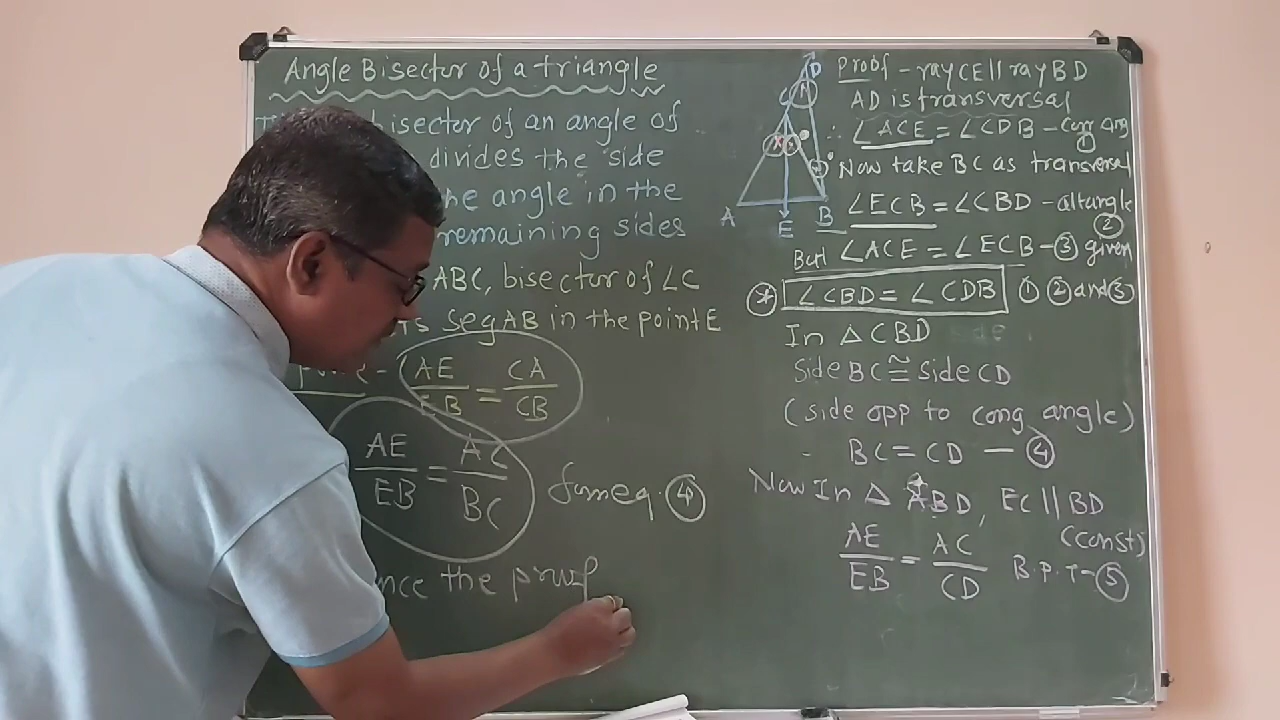 Angle Bisector of a triangle
bisector of an angle of
divides the side
the angle in the
remaining sides
ABC, bisector of ∠C
seg AB in the point E
AE/EB = CA/CB
AE/EB = AC/BC from eq. ④
the proof
D
C
x x
A E B
Proof - ray CE || ray BD
AD is transversal
∴ ∠ACE = ∠CDB - corr ang ①
Now take BC as transversal
∠ECB = ∠CBD - alt angle ②
But ∠ACE = ∠ECB - ③ given
* ∠CBD = ∠CDB ① ② and ③
In △CBD
Side BC ≅ Side CD
(side opp to cong angle)
BC = CD — ④
Now In △ ABD, EC || BD
(const)
AE/EB = AC/CD B.P.T - ⑤